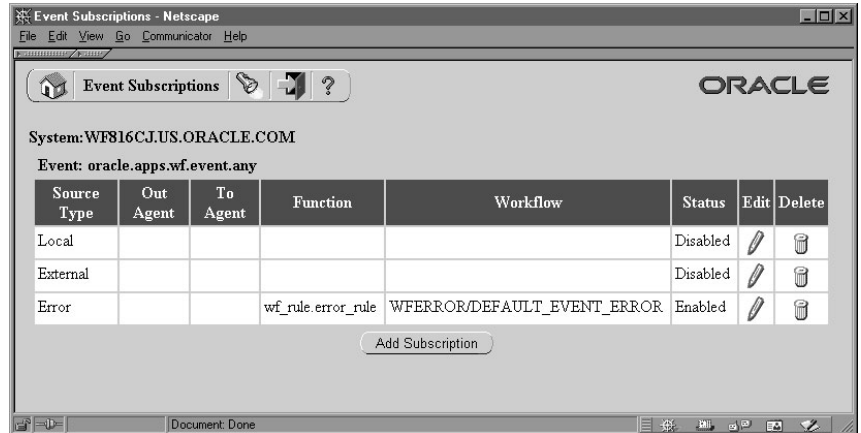 Event Subscriptions - Netscape
File Edit View Go Communicator Help
Event Subscriptions ?
ORACLE
System:WF816CJ.US.ORACLE.COM
Event: oracle.apps.wf.event.any
Source Type Out Agent To Agent Function Workflow Status Edit Delete
Local Disabled
External Disabled
Error wf_rule.error_rule WFERROR/DEFAULT_EVENT_ERROR Enabled
Add Subscription
Document: Done